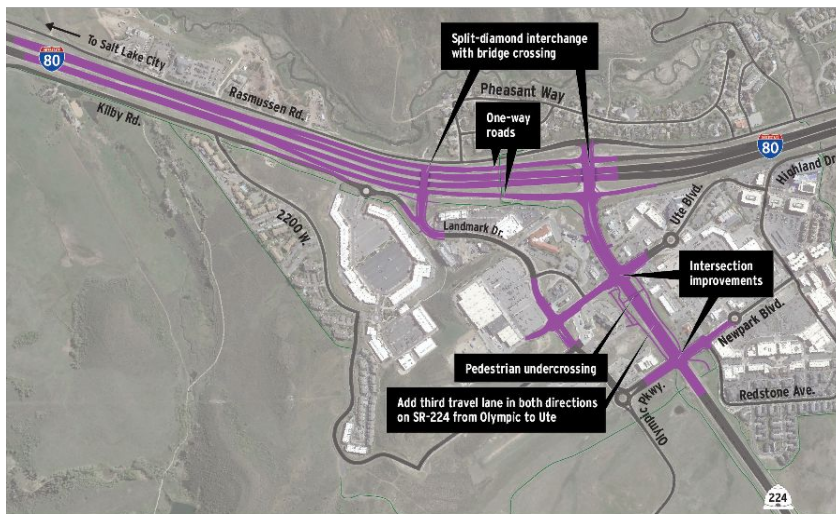 To Salt Lake City
INTERSTATE
80
Rasmussen Rd.
Kilby Rd.
Split-diamond interchange
with bridge crossing
Pheasant Way
One-way
roads
INTERSTATE
80
Highland Dr.
Ute Blvd.
2200 W.
Landmark Dr.
Intersection
improvements
Newpark Blvd.
Pedestrian undercrossing
Redstone Ave.
Add third travel lane in both directions
on SR-224 from Olympic to Ute
Olympic Pkwy.
224